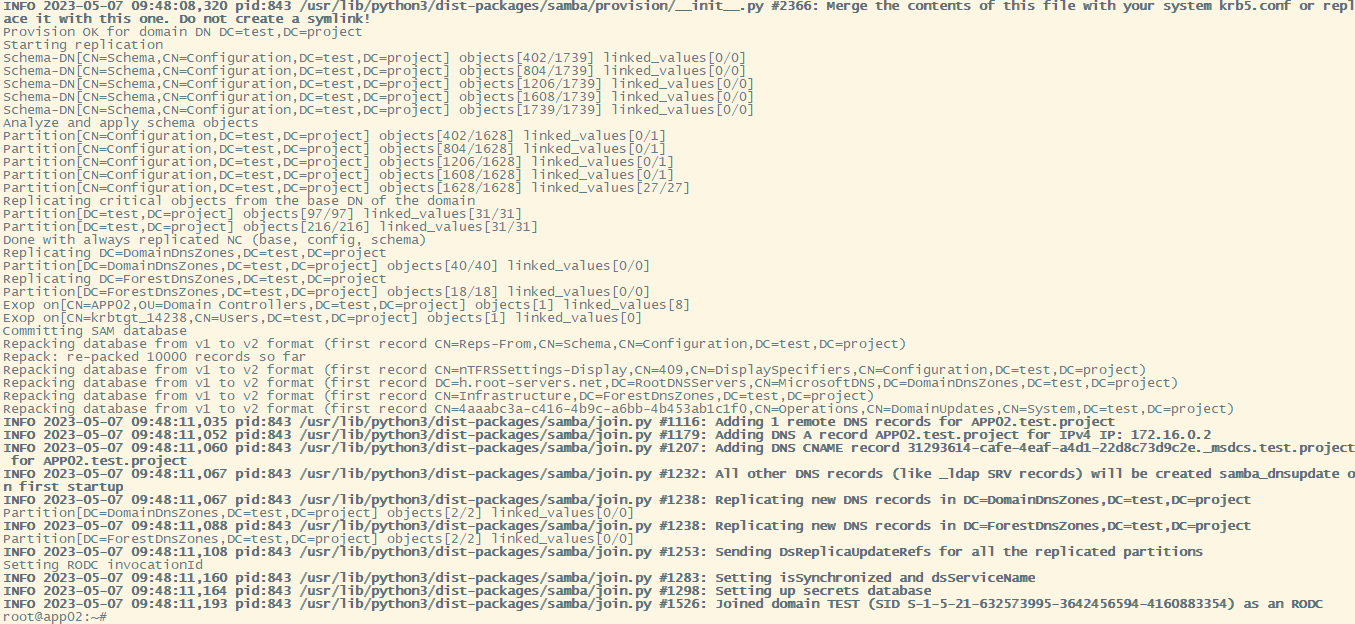 INFO 2023-05-07 09:48:08,320 pid:843 /usr/lib/python3/dist-packages/samba/provision/__init__.py #2366: Merge the contents of this file with your system krb5.conf or repl
ace it with this one. Do not create a symlink!
Provision OK for domain DN DC=test,DC=project
Starting replication
Schema-DN[CN=Schema,CN=Configuration,DC=test,DC=project] objects[402/1739] linked_values[0/0]
Schema-DN[CN=Schema,CN=Configuration,DC=test,DC=project] objects[804/1739] linked_values[0/0]
Schema-DN[CN=Schema,CN=Configuration,DC=test,DC=project] objects[1206/1739] linked_values[0/0]
Schema-DN[CN=Schema,CN=Configuration,DC=test,DC=project] objects[1608/1739] linked_values[0/0]
Schema-DN[CN=Schema,CN=Configuration,DC=test,DC=project] objects[1739/1739] linked_values[0/0]
Analyze and apply schema objects
Partition[CN=Configuration,DC=test,DC=project] objects[402/1628] linked_values[0/1]
Partition[CN=Configuration,DC=test,DC=project] objects[804/1628] linked_values[0/1]
Partition[CN=Configuration,DC=test,DC=project] objects[1206/1628] linked_values[0/1]
Partition[CN=Configuration,DC=test,DC=project] objects[1608/1628] linked_values[0/1]
Partition[CN=Configuration,DC=test,DC=project] objects[1628/1628] linked_values[27/27]
Replicating critical objects from the base DN of the domain
Partition[DC=test,DC=project] objects[97/97] linked_values[31/31]
Partition[DC=test,DC=project] objects[216/216] linked_values[31/31]
Done with always replicated NC (base, config, schema)
Replicating DC=DomainDnsZones,DC=test,DC=project
Partition[DC=DomainDnsZones,DC=test,DC=project] objects[40/40] linked_values[0/0]
Replicating DC=ForestDnsZones,DC=test,DC=project
Partition[DC=ForestDnsZones,DC=test,DC=project] objects[18/18] linked_values[0/0]
Exop on[CN=APP02,OU=Domain Controllers,DC=test,DC=project] objects[1] linked_values[8]
Exop on[CN=krbtgt_14238,CN=Users,DC=test,DC=project] objects[1] linked_values[0]
Committing SAM database
Repacking database from v1 to v2 format (first record CN=Reps-From,CN=Schema,CN=Configuration,DC=test,DC=project)
Repack: re-packed 10000 records so far
Repacking database from v1 to v2 format (first record CN=nTFRSSettings-Display,CN=409,CN=DisplaySpecifiers,CN=Configuration,DC=test,DC=project)
Repacking database from v1 to v2 format (first record DC=h.root-servers.net,DC=RootDNSServers,CN=MicrosoftDNS,DC=DomainDnsZones,DC=test,DC=project)
Repacking database from v1 to v2 format (first record CN=Infrastructure,DC=ForestDnsZones,DC=test,DC=project)
Repacking database from v1 to v2 format (first record CN=4aaabc3a-c416-4b9c-a6bb-4b453ab1c1f0,CN=Operations,CN=DomainUpdates,CN=System,DC=test,DC=project)
INFO 2023-05-07 09:48:11,035 pid:843 /usr/lib/python3/dist-packages/samba/join.py #1116: Adding 1 remote DNS records for APP02.test.project
INFO 2023-05-07 09:48:11,052 pid:843 /usr/lib/python3/dist-packages/samba/join.py #1179: Adding DNS A record APP02.test.project for IPv4 IP: 172.16.0.2
INFO 2023-05-07 09:48:11,060 pid:843 /usr/lib/python3/dist-packages/samba/join.py #1207: Adding DNS CNAME record 31293614-cafe-4eaf-a4d1-22d8c73d9c2e._msdcs.test.project
 for APP02.test.project
INFO 2023-05-07 09:48:11,067 pid:843 /usr/lib/python3/dist-packages/samba/join.py #1232: All other DNS records (like _ldap SRV records) will be created samba_dnsupdate o
n first startup
INFO 2023-05-07 09:48:11,067 pid:843 /usr/lib/python3/dist-packages/samba/join.py #1238: Replicating new DNS records in DC=DomainDnsZones,DC=test,DC=project
Partition[DC=DomainDnsZones,DC=test,DC=project] objects[2/2] linked_values[0/0]
INFO 2023-05-07 09:48:11,088 pid:843 /usr/lib/python3/dist-packages/samba/join.py #1238: Replicating new DNS records in DC=ForestDnsZones,DC=test,DC=project
Partition[DC=ForestDnsZones,DC=test,DC=project] objects[2/2] linked_values[0/0]
INFO 2023-05-07 09:48:11,108 pid:843 /usr/lib/python3/dist-packages/samba/join.py #1253: Sending DsReplicaUpdateRefs for all the replicated partitions
Setting RODC invocationId
INFO 2023-05-07 09:48:11,160 pid:843 /usr/lib/python3/dist-packages/samba/join.py #1283: Setting isSynchronized and dsServiceName
INFO 2023-05-07 09:48:11,164 pid:843 /usr/lib/python3/dist-packages/samba/join.py #1298: Setting up secrets database
INFO 2023-05-07 09:48:11,193 pid:843 /usr/lib/python3/dist-packages/samba/join.py #1526: Joined domain TEST (SID S-1-5-21-632573995-3642456594-4160883354) as an RODC
root@app02:~#